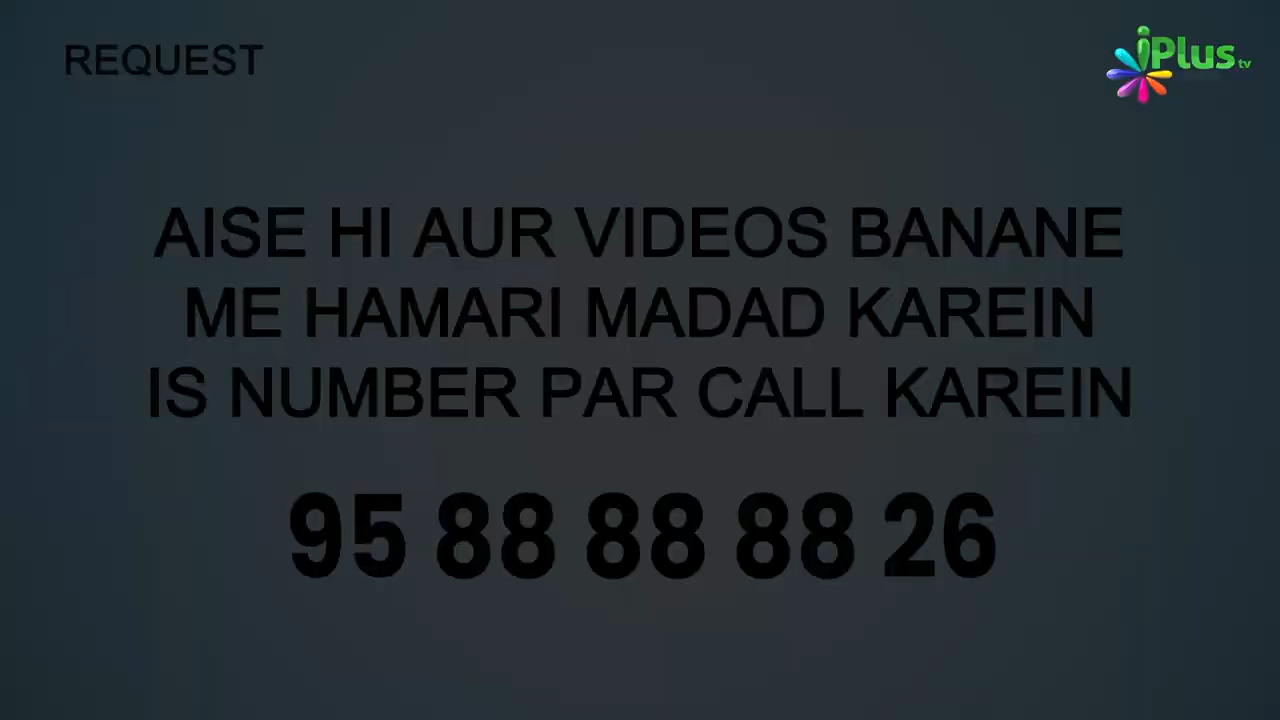 REQUEST
iPlus tv
AISE HI AUR VIDEOS BANANE
ME HAMARI MADAD KAREIN
IS NUMBER PAR CALL KAREIN
95 88 88 88 26